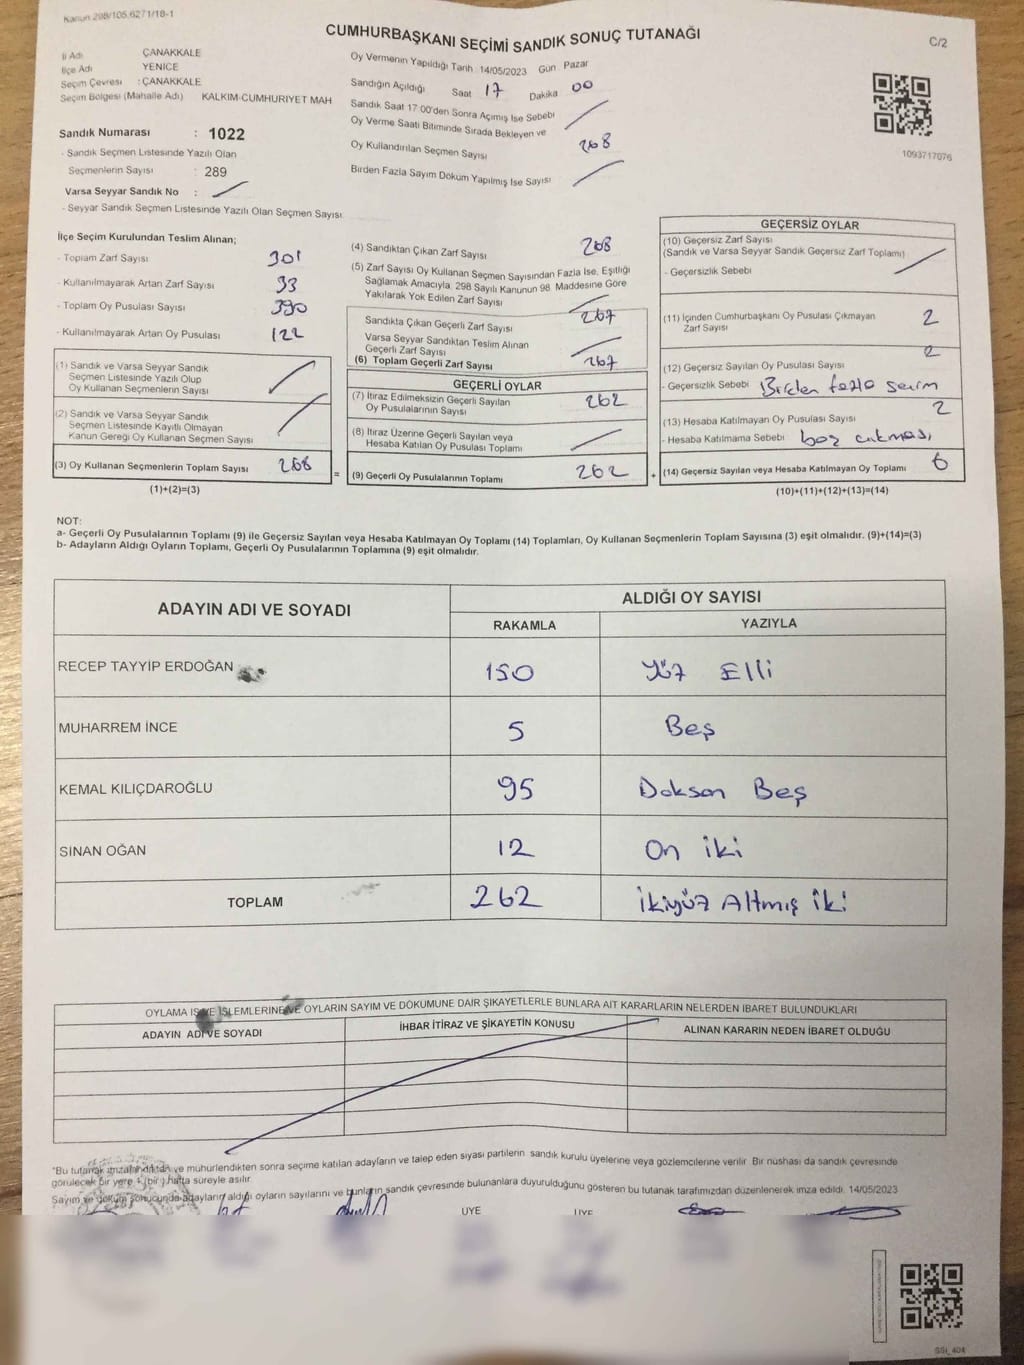 Kanun 298/105,6271/18-1
CUMHURBAŞKANI SEÇİMİ SANDIK SONUÇ TUTANAĞI
C/2
İl Adı ÇANAKKALE
İlçe Adı YENİCE
Seçim Çevresi : ÇANAKKALE
Seçim Bölgesi (Mahalle Adı) KALKIM-CUMHURİYET MAH
Sandık Numarası : 1022
- Sandık Seçmen Listesinde Yazılı Olan
Seçmenlerin Sayısı : 289
Varsa Seyyar Sandık No :
- Seyyar Sandık Seçmen Listesinde Yazılı Olan Seçmen Sayısı
Oy Vermenin Yapıldığı Tarih : 14/05/2023 Gün Pazar
Sandığın Açıldığı Saat 17 Dakika 00
Sandık Saat 17:00'den Sonra Açılmış İse Sebebi
Oy Verme Saati Bitiminde Sırada Bekleyen ve
Oy Kullandırılan Seçmen Sayısı 268
Birden Fazla Sayım Döküm Yapılmış İse Sayısı
1093717076
İlçe Seçim Kurulundan Teslim Alınan;
- Toplam Zarf Sayısı 301
- Kullanılmayarak Artan Zarf Sayısı 33
- Toplam Oy Pusulası Sayısı 390
- Kullanılmayarak Artan Oy Pusulası 122
(1) Sandık ve Varsa Seyyar Sandık
Seçmen Listesinde Yazılı Olup
Oy Kullanan Seçmenlerin Sayısı
(2) Sandık ve Varsa Seyyar Sandık
Seçmen Listesinde Kayıtlı Olmayan
Kanun Gereği Oy Kullanan Seçmen Sayısı
(3) Oy Kullanan Seçmenlerin Toplam Sayısı 268
(1)+(2)=(3)
=
(4) Sandıktan Çıkan Zarf Sayısı 268
(5) Zarf Sayısı Oy Kullanan Seçmen Sayısından Fazla İse, Eşitliği
Sağlamak Amacıyla, 298 Sayılı Kanunun 98. Maddesine Göre
Yakılarak Yok Edilen Zarf Sayısı
Sandıkta Çıkan Geçerli Zarf Sayısı 267
Varsa Seyyar Sandıktan Teslim Alınan
Geçerli Zarf Sayısı
(6) Toplam Geçerli Zarf Sayısı 267
GEÇERLİ OYLAR
(7) İtiraz Edilmeksizin Geçerli Sayılan
Oy Pusulalarının Sayısı 262
(8) İtiraz Üzerine Geçerli Sayılan veya
Hesaba Katılan Oy Pusulası Toplamı
(9) Geçerli Oy Pusulalarının Toplamı 262
+
GEÇERSİZ OYLAR
(10) Geçersiz Zarf Sayısı
(Sandık ve Varsa Seyyar Sandık Geçersiz Zarf Toplamı)
- Geçersizlik Sebebi
(11) İçinden Cumhurbaşkanı Oy Pusulası Çıkmayan
Zarf Sayısı 2
(12) Geçersiz Sayılan Oy Pusulası Sayısı 2
- Geçersizlik Sebebi Birden fazla seçim
(13) Hesaba Katılmayan Oy Pusulası Sayısı 2
- Hesaba Katılmama Sebebi boş çıkması
(14) Geçersiz Sayılan veya Hesaba Katılmayan Oy Toplamı 6
(10)+(11)+(12)+(13)=(14)
NOT:
a- Geçerli Oy Pusulalarının Toplamı (9) ile Geçersiz Sayılan veya Hesaba Katılmayan Oy Toplamı (14) Toplamları, Oy Kullanan Seçmenlerin Toplam Sayısına (3) eşit olmalıdır. (9)+(14)=(3)
b- Adayların Aldığı Oyların Toplamı, Geçerli Oy Pusulalarının Toplamına (9) eşit olmalıdır.
ADAYIN ADI VE SOYADI ALDIĞI OY SAYISI
RAKAMLA YAZIYLA
RECEP TAYYİP ERDOĞAN 150 Yüz Elli
MUHARREM İNCE 5 Beş
KEMAL KILIÇDAROĞLU 95 Doksan Beş
SİNAN OĞAN 12 On iki
TOPLAM 262 İkiyüz Altmış iki
OYLAMA İŞ VE İŞLEMLERİNE VE OYLARIN SAYIM VE DÖKÜMÜNE DAİR ŞİKAYETLERLE BUNLARA AİT KARARLARIN NELERDEN İBARET BULUNDUKLARI
ADAYIN ADI VE SOYADI İHBAR İTİRAZ VE ŞİKAYETİN KONUSU ALINAN KARARIN NEDEN İBARET OLDUĞU
"Bu tutanak imzalandıktan ve mühürlendikten sonra seçime katılan adayların ve talep eden siyasi partilerin sandık kurulu üyelerine veya gözlemcilerine verilir. Bir nüshası da sandık çevresinde
görülecek bir yere 1 (bir) hafta süreyle asılır.
Sayım ve döküm sonucunda adayların aldığı oyların sayılarını ve bunların sandık çevresinde bulunanlara duyurulduğunu gösteren bu tutanak tarafımızdan düzenlenerek imza edildi. 14/05/2023
ÜYE ÜYE
SSI_404